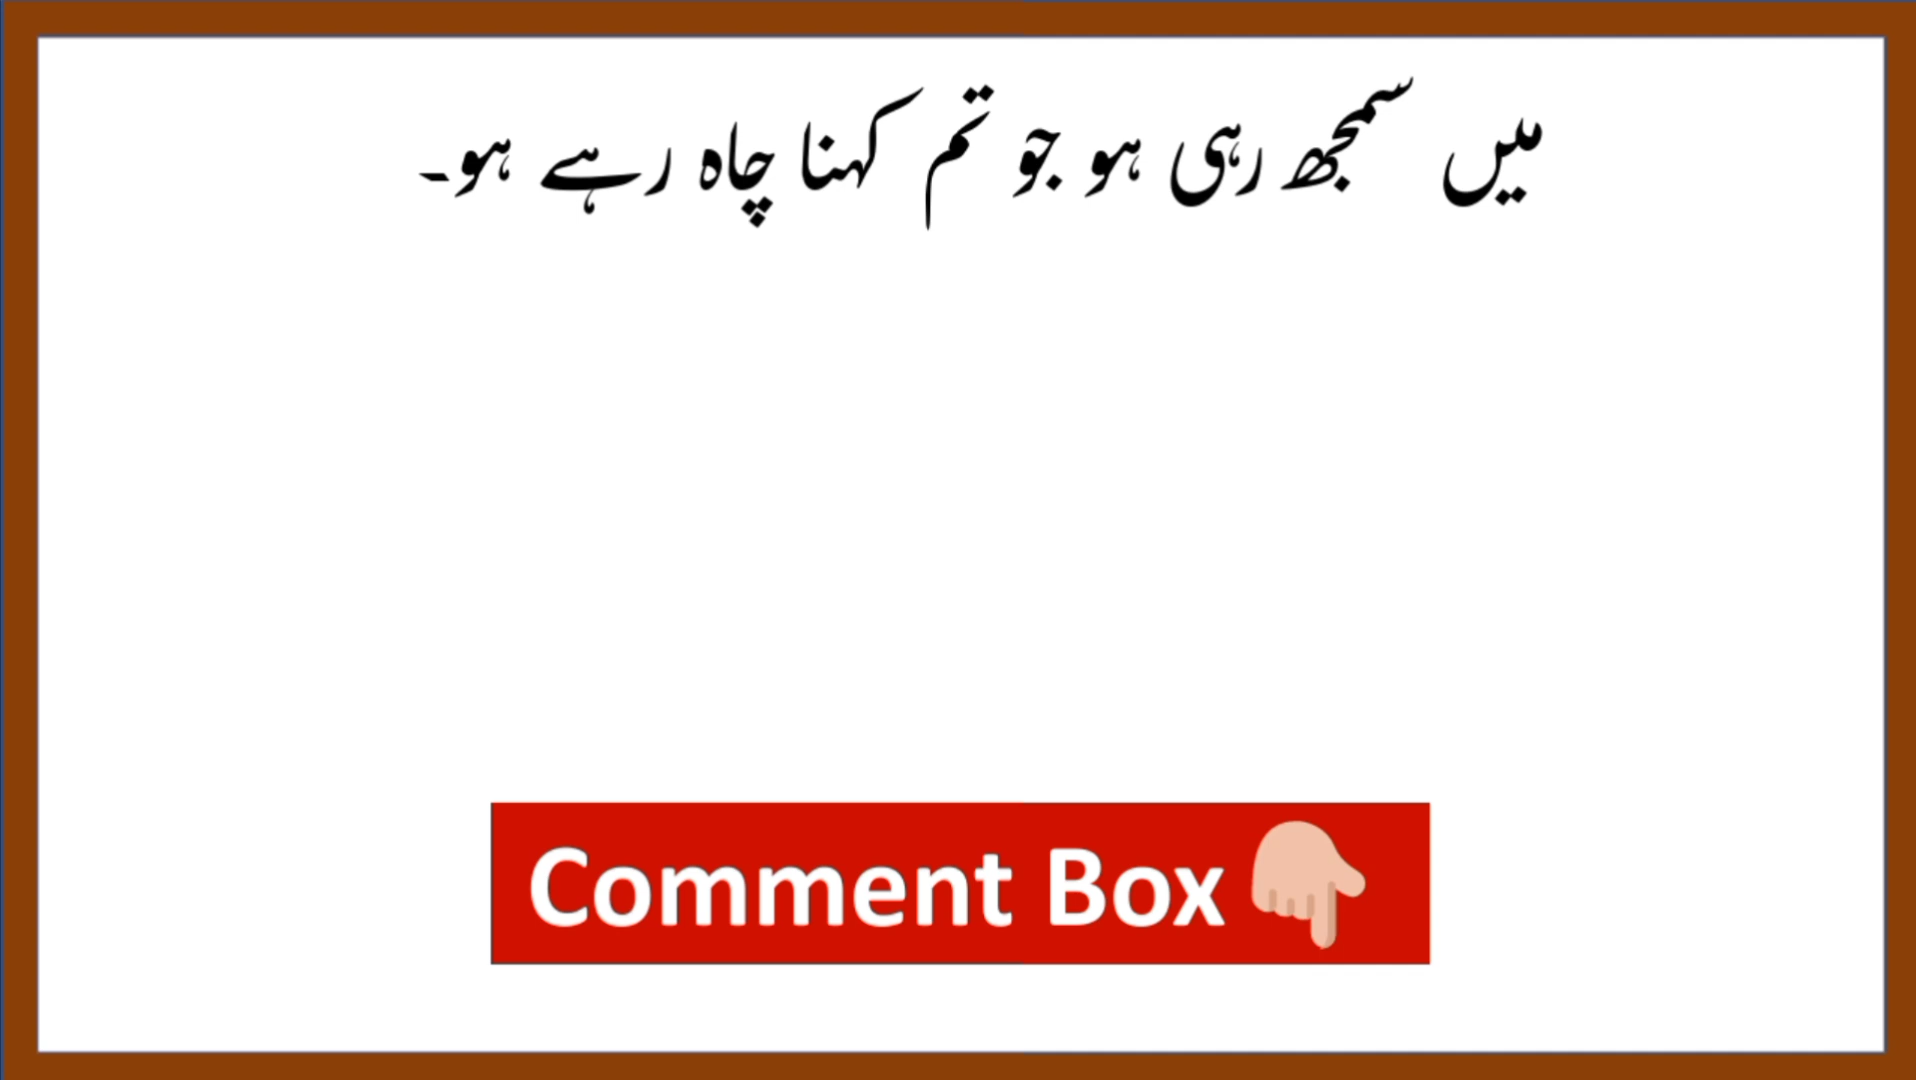 میں سمجھ رہی ہو جو تم کہنا چاہ رہے ہو۔
Comment Box